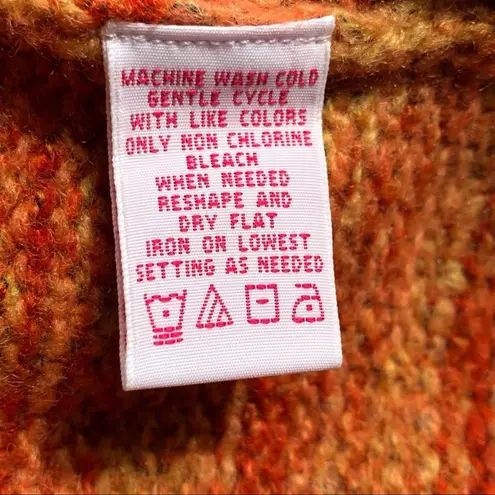 MACHINE WASH COLD
GENTLE CYCLE
WITH LIKE COLORS
ONLY NON CHLORINE
BLEACH
WHEN NEEDED
RESHAPE AND
DRY FLAT
IRON ON LOWEST
SETTING AS NEEDED